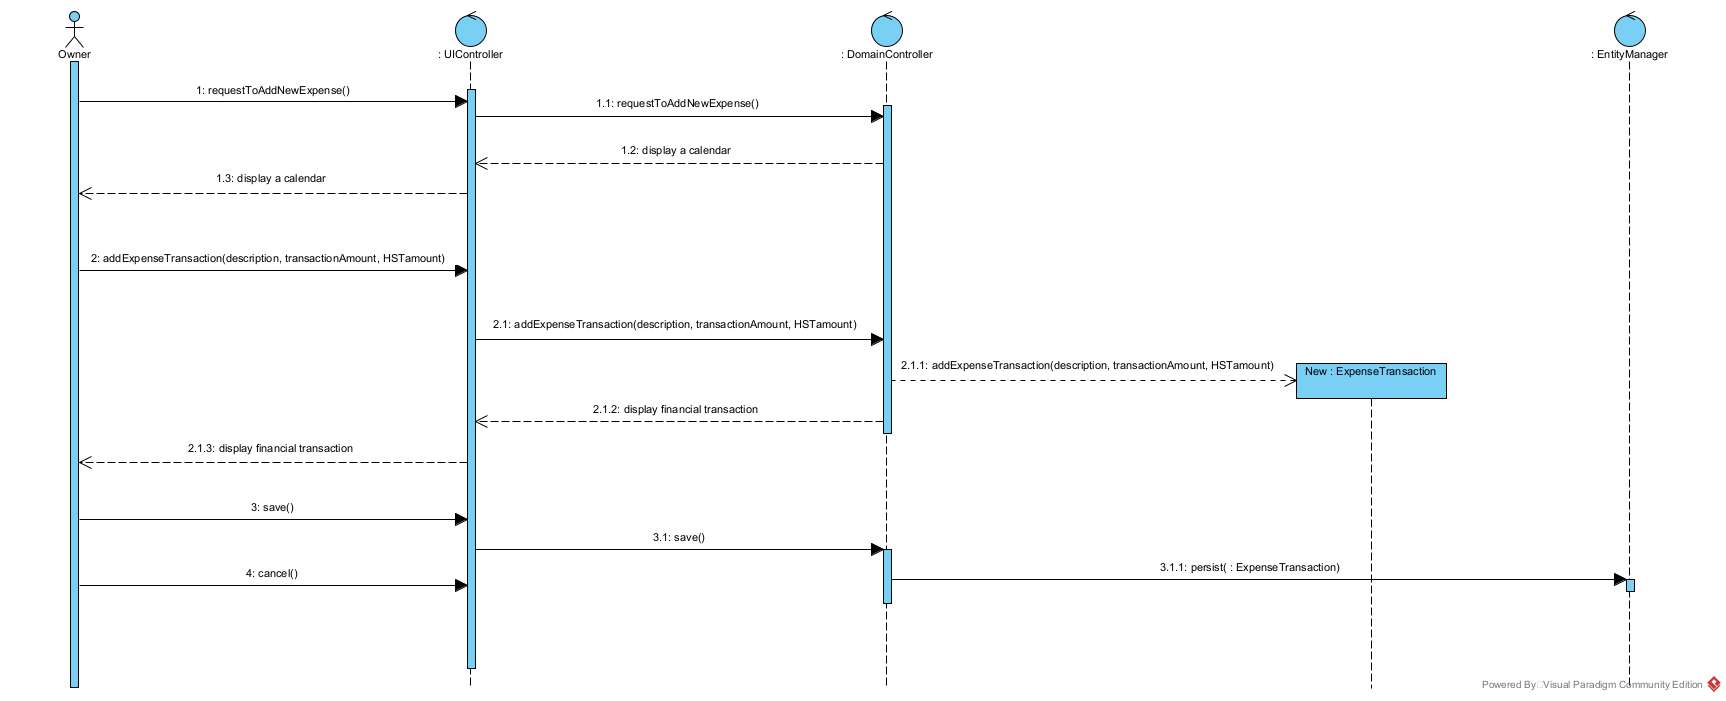 Owner
: UIController
: DomainController
: EntityManager
1: requestToAddNewExpense()
1.1: requestToAddNewExpense()
1.2: display a calendar
1.3: display a calendar
2: addExpenseTransaction(description, transactionAmount, HSTamount)
2.1: addExpenseTransaction(description, transactionAmount, HSTamount)
2.1.1: addExpenseTransaction(description, transactionAmount, HSTamount)
New : ExpenseTransaction
2.1.2: display financial transaction
2.1.3: display financial transaction
3: save()
3.1: save()
3.1.1: persist( : ExpenseTransaction)
4: cancel()
Powered By Visual Paradigm Community Edition